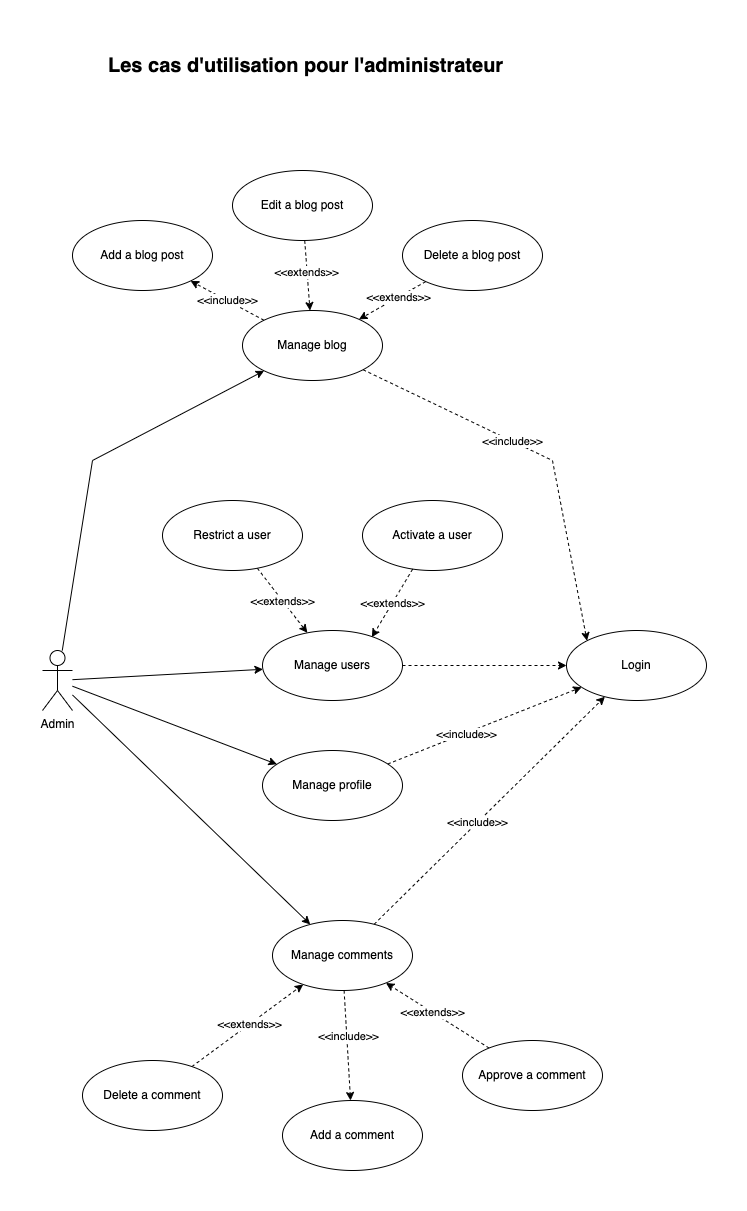 Les cas d'utilisation pour l'administrateur
Edit a blog post
Add a blog post
Delete a blog post
<<extends>>
<<include>>
<<extends>>
Manage blog
<<include>>
Restrict a user
Activate a user
<<extends>>
<<extends>>
Manage users
Login
Admin
<<include>>
Manage profile
<<include>>
Manage comments
<<extends>>
<<include>>
<<extends>>
Approve a comment
Delete a comment
Add a comment